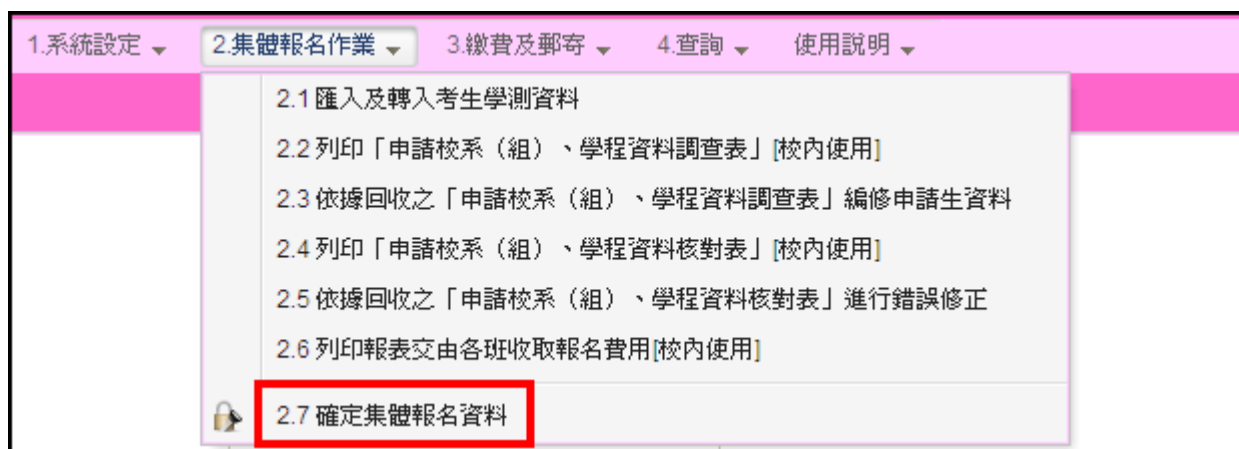 1.系統設定 2.集體報名作業 3.繳費及郵寄 4.查詢 使用說明
2.1 匯入及轉入考生學測資料
2.2 列印「申請校系（組）、學程資料調查表」[校內使用]
2.3 依據回收之「申請校系（組）、學程資料調查表」編修申請生資料
2.4 列印「申請校系（組）、學程資料核對表」[校內使用]
2.5 依據回收之「申請校系（組）、學程資料核對表」進行錯誤修正
2.6 列印報表交由各班收取報名費用[校內使用]
2.7 確定集體報名資料